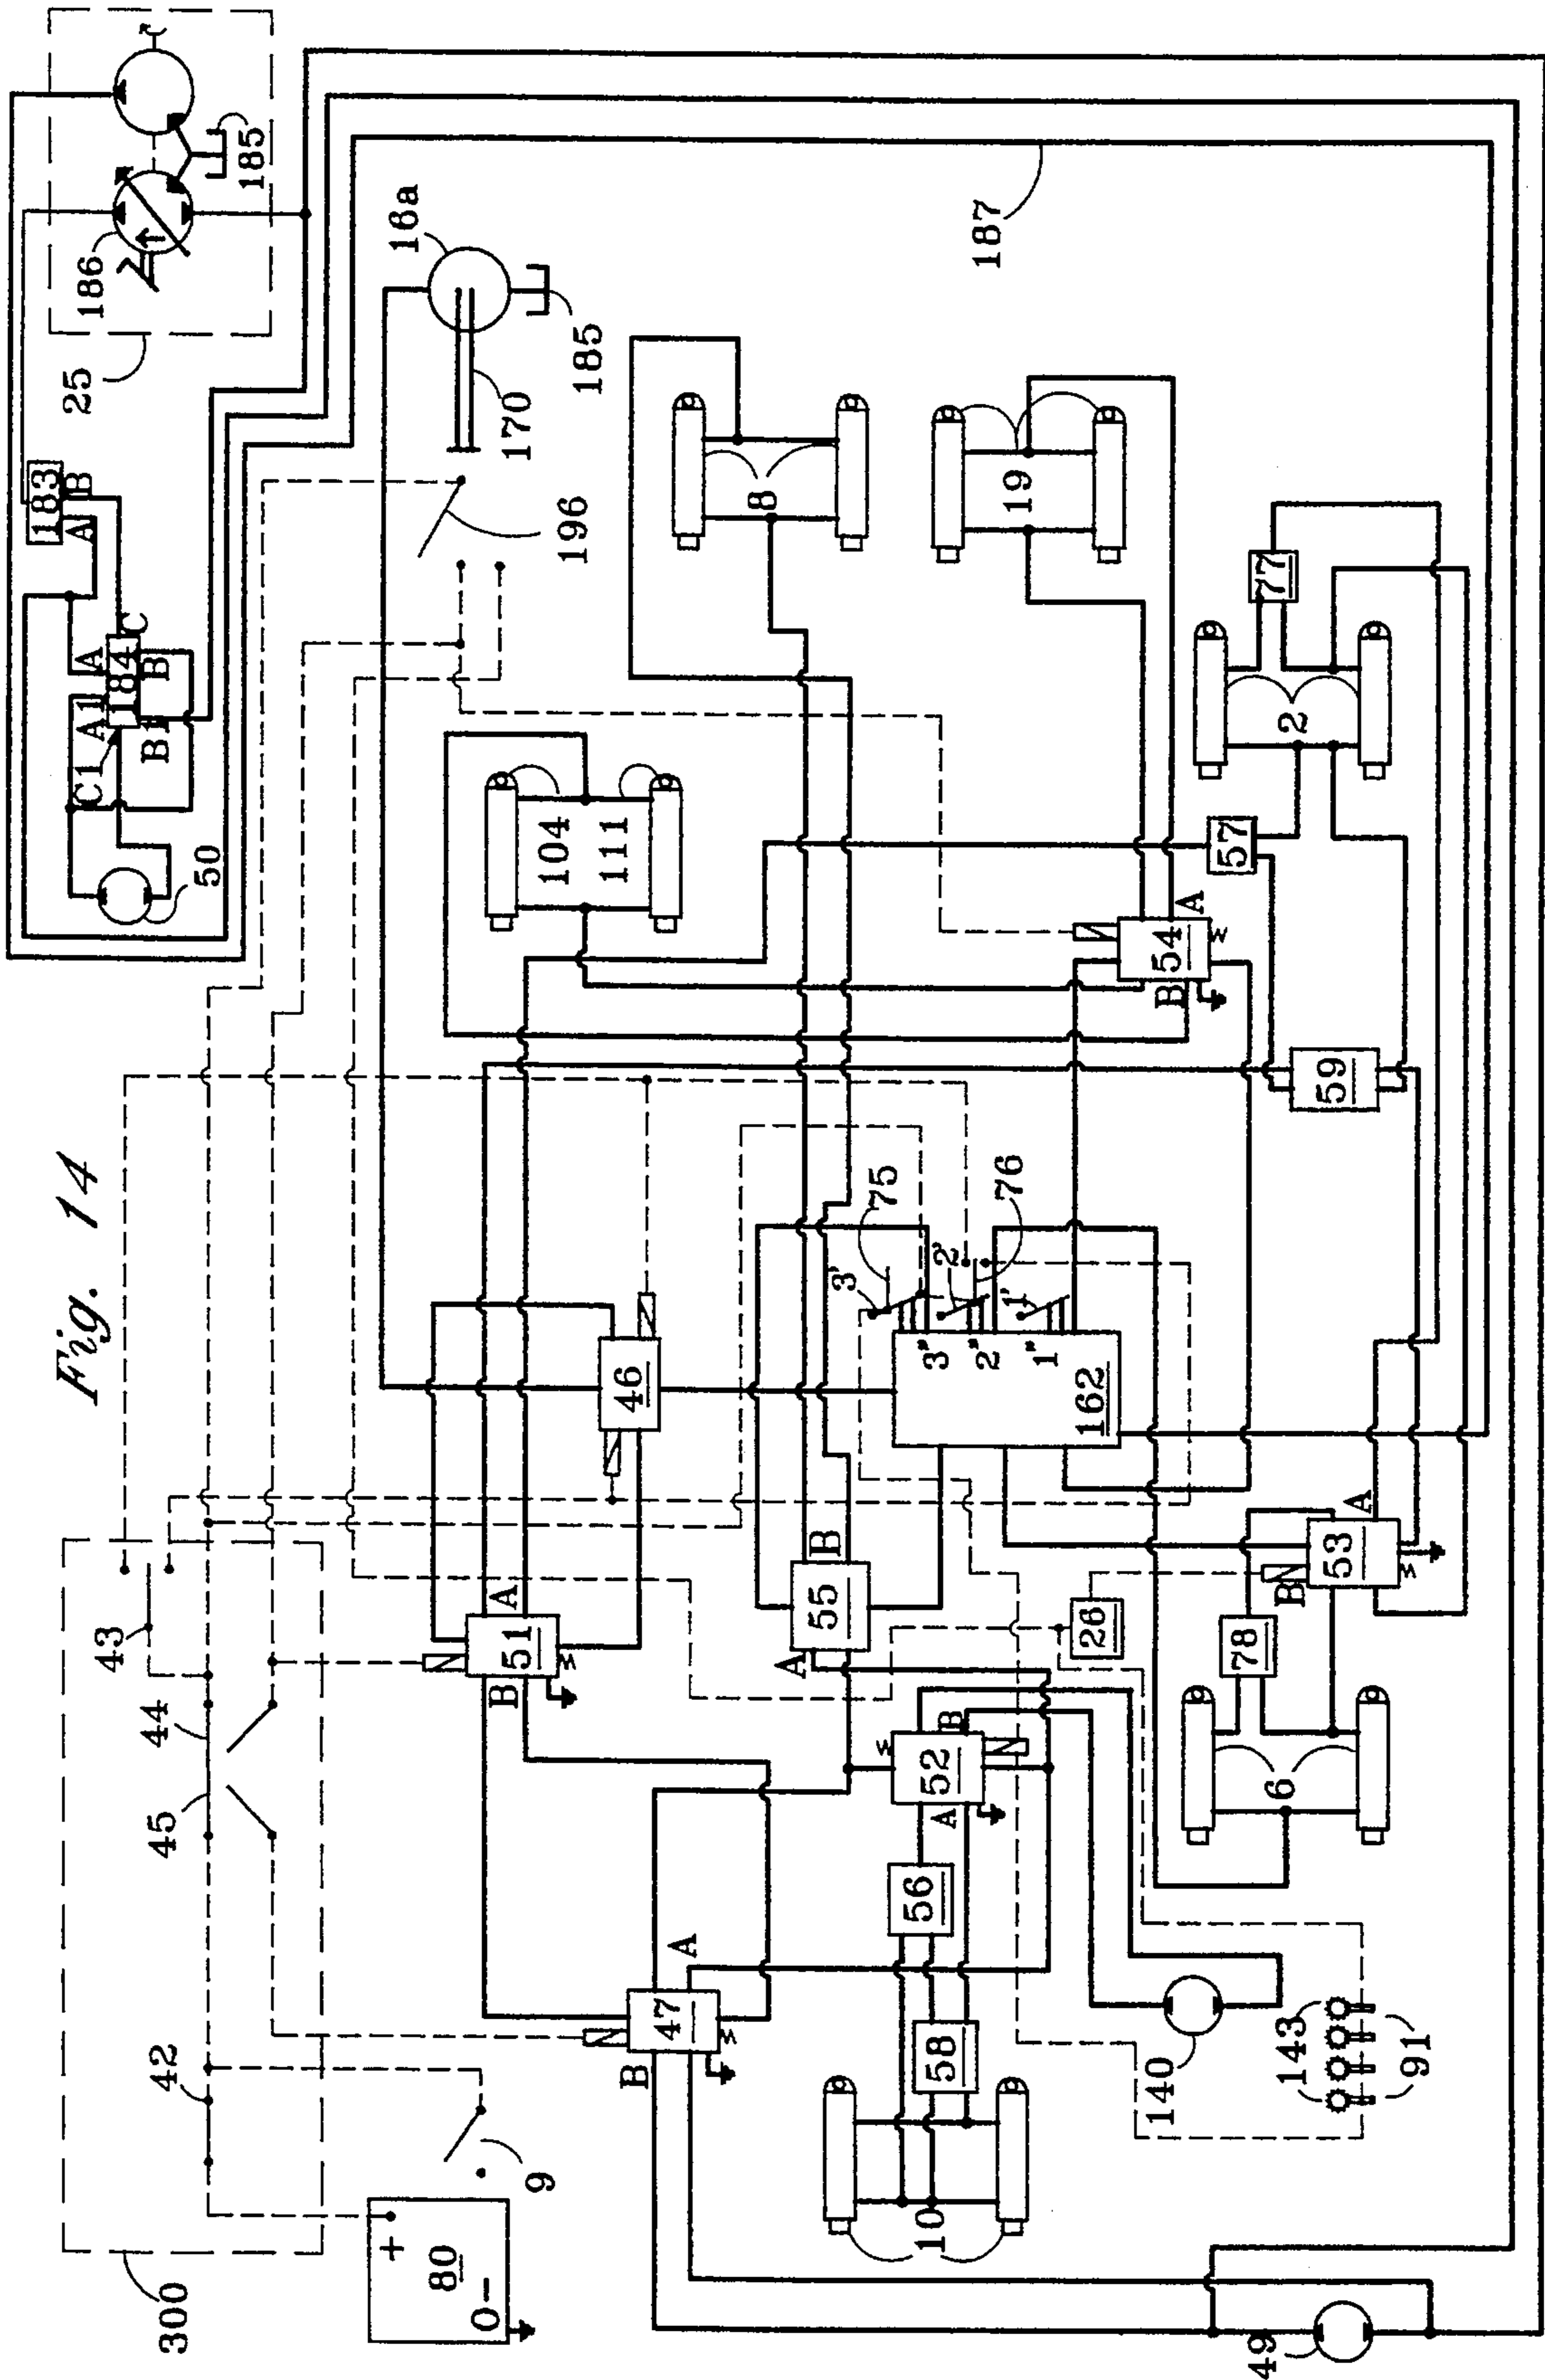 Fig. 14
300
42
45
44
43
80
+
O-
9
25
186
185
183
A
B
A
C
184
B
A1
B1
C1
50
16a
170
185
196
187
8
19
104
111
77
2
57
59
54
A
B
51
A
B
46
47
A
B
55
A
B
52
A
B
56
58
10
75
76
3'
2'
1'
3"
2"
1"
162
53
A
B
26
78
6
140
143
91
49